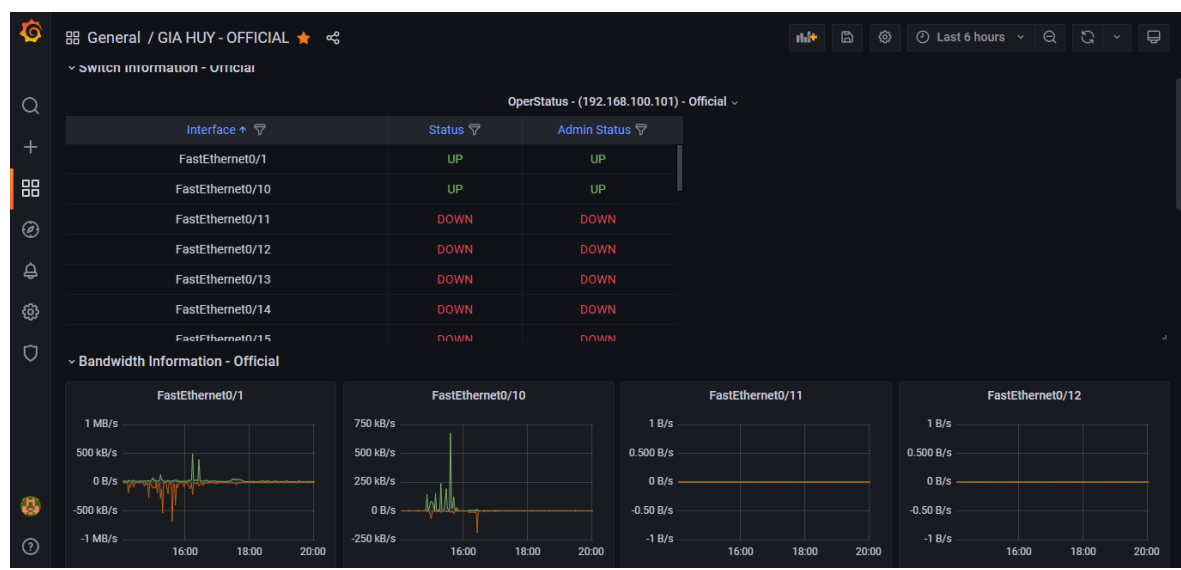 General / GIA HUY - OFFICIAL
Last 6 hours
Switch Information - Official
OperStatus - (192.168.100.101) - Official
Interface Status Admin Status
FastEthernet0/1 UP UP
FastEthernet0/10 UP UP
FastEthernet0/11 DOWN DOWN
FastEthernet0/12 DOWN DOWN
FastEthernet0/13 DOWN DOWN
FastEthernet0/14 DOWN DOWN
FastEthernet0/15 DOWN DOWN
Bandwidth Information - Official
FastEthernet0/1
1 MB/s
500 kB/s
0 B/s
-500 kB/s
-1 MB/s
16:00 18:00 20:00
FastEthernet0/10
750 kB/s
500 kB/s
250 kB/s
0 B/s
-250 kB/s
16:00 18:00 20:00
FastEthernet0/11
1 B/s
0.500 B/s
0 B/s
-0.50 B/s
-1 B/s
16:00 18:00 20:00
FastEthernet0/12
1 B/s
0.500 B/s
0 B/s
-0.50 B/s
-1 B/s
16:00 18:00 20:00